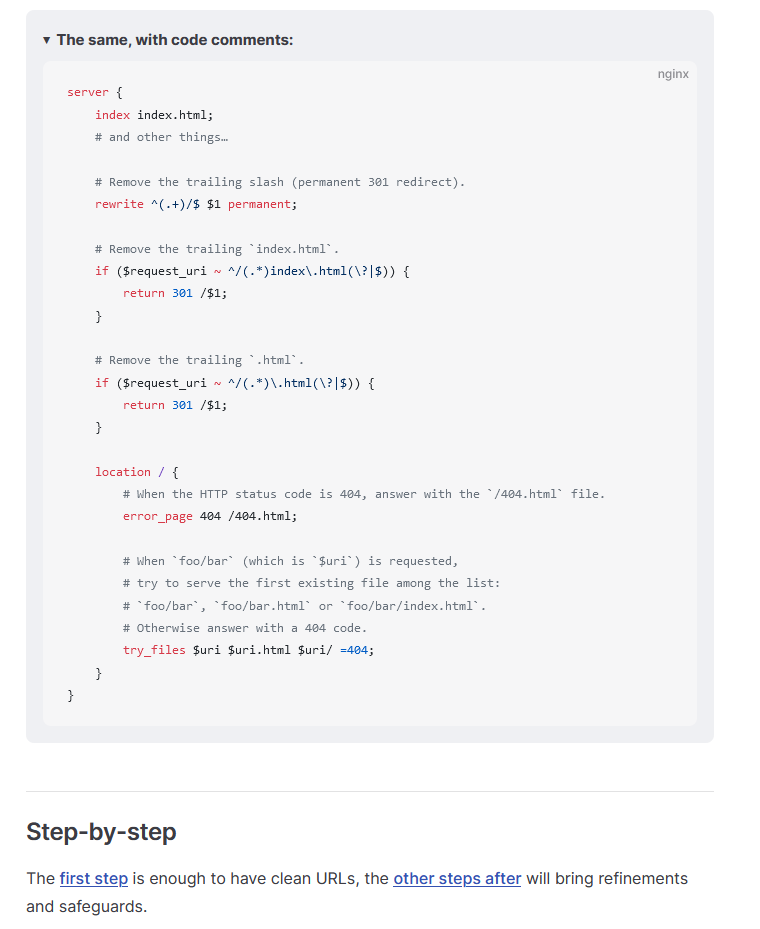 ▾ The same, with code comments:
nginx
server {
    index index.html;
    # and other things…

    # Remove the trailing slash (permanent 301 redirect).
    rewrite ^(.+)/$ $1 permanent;

    # Remove the trailing `index.html`.
    if ($request_uri ~ ^/(.*)index\.html(\?|$)) {
        return 301 /$1;
    }

    # Remove the trailing `.html`.
    if ($request_uri ~ ^/(.*)\.html(\?|$)) {
        return 301 /$1;
    }

    location / {
        # When the HTTP status code is 404, answer with the `/404.html` file.
        error_page 404 /404.html;

        # When `foo/bar` (which is `$uri`) is requested,
        # try to serve the first existing file among the list:
        # `foo/bar`, `foo/bar.html` or `foo/bar/index.html`.
        # Otherwise answer with a 404 code.
        try_files $uri $uri.html $uri/ =404;
    }
}
Step-by-step
The first step is enough to have clean URLs, the other steps after will bring refinements
and safeguards.